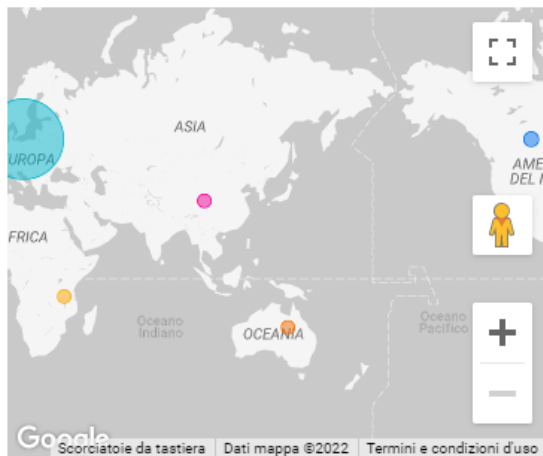 ASIA
EUROPA
AME
DEL N
FRICA
Oceano
Indiano
OCEANIA
Oceano
Pacifico
Google
Scorciatoie da tastiera
Dati mappa ©2022
Termini e condizioni d'uso